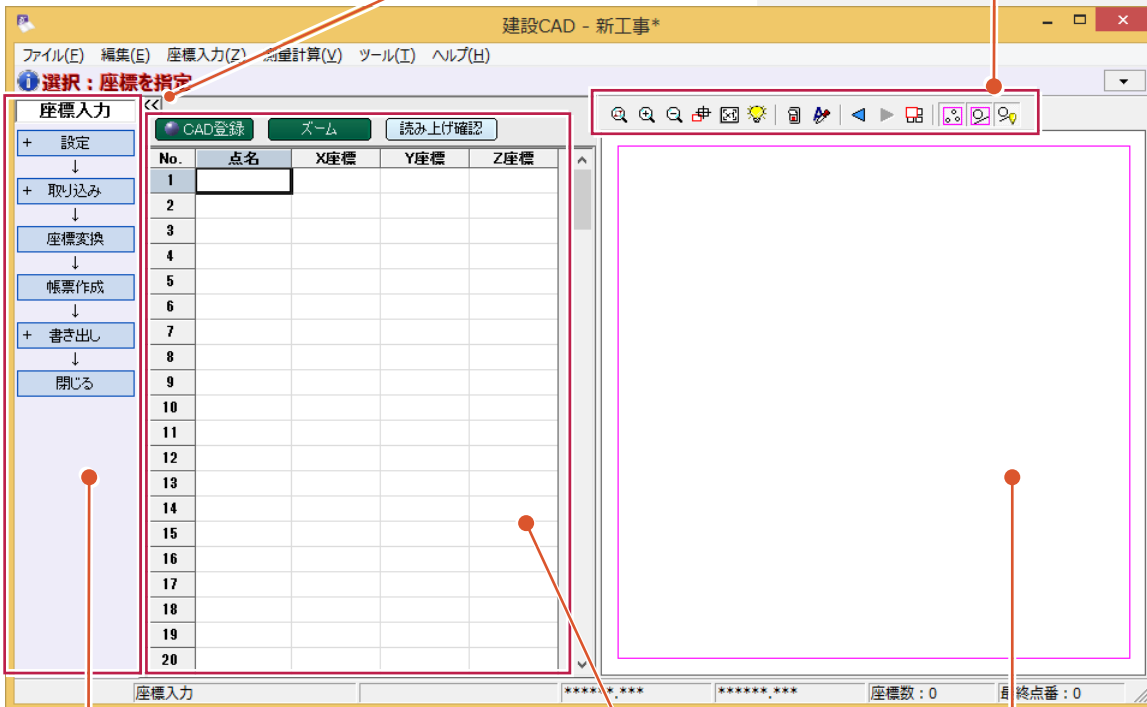 建設CAD - 新工事*
ファイル(F) 編集(E) 座標入力(Z) 測量計算(V) ツール(T) ヘルプ(H)
選択：座標を指定
座標入力
<<
+ 設定
↓
+ 取り込み
↓
座標変換
↓
帳票作成
↓
+ 書き出し
↓
閉じる
CAD登録 ズーム 読み上げ確認
No. 点名 X座標 Y座標 Z座標
1
2
3
4
5
6
7
8
9
10
11
12
13
14
15
16
17
18
19
20
座標入力 ******.*** ******.*** 座標数：0 最終点番：0